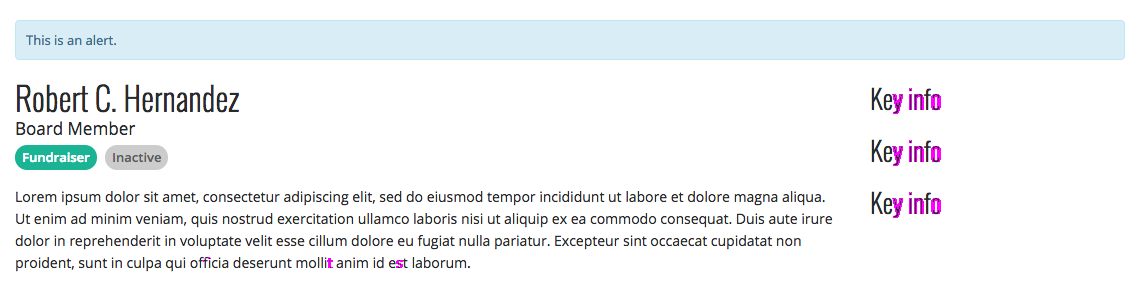 This is an alert.
Robert C. Hernandez
Board Member
Fundraiser Inactive
Lorem ipsum dolor sit amet, consectetur adipiscing elit, sed do eiusmod tempor incididunt ut labore et dolore magna aliqua.
Ut enim ad minim veniam, quis nostrud exercitation ullamco laboris nisi ut aliquip ex ea commodo consequat. Duis aute irure
dolor in reprehenderit in voluptate velit esse cillum dolore eu fugiat nulla pariatur. Excepteur sint occaecat cupidatat non
proident, sunt in culpa qui officia deserunt mollit anim id est laborum.
Key info
Key info
Key info